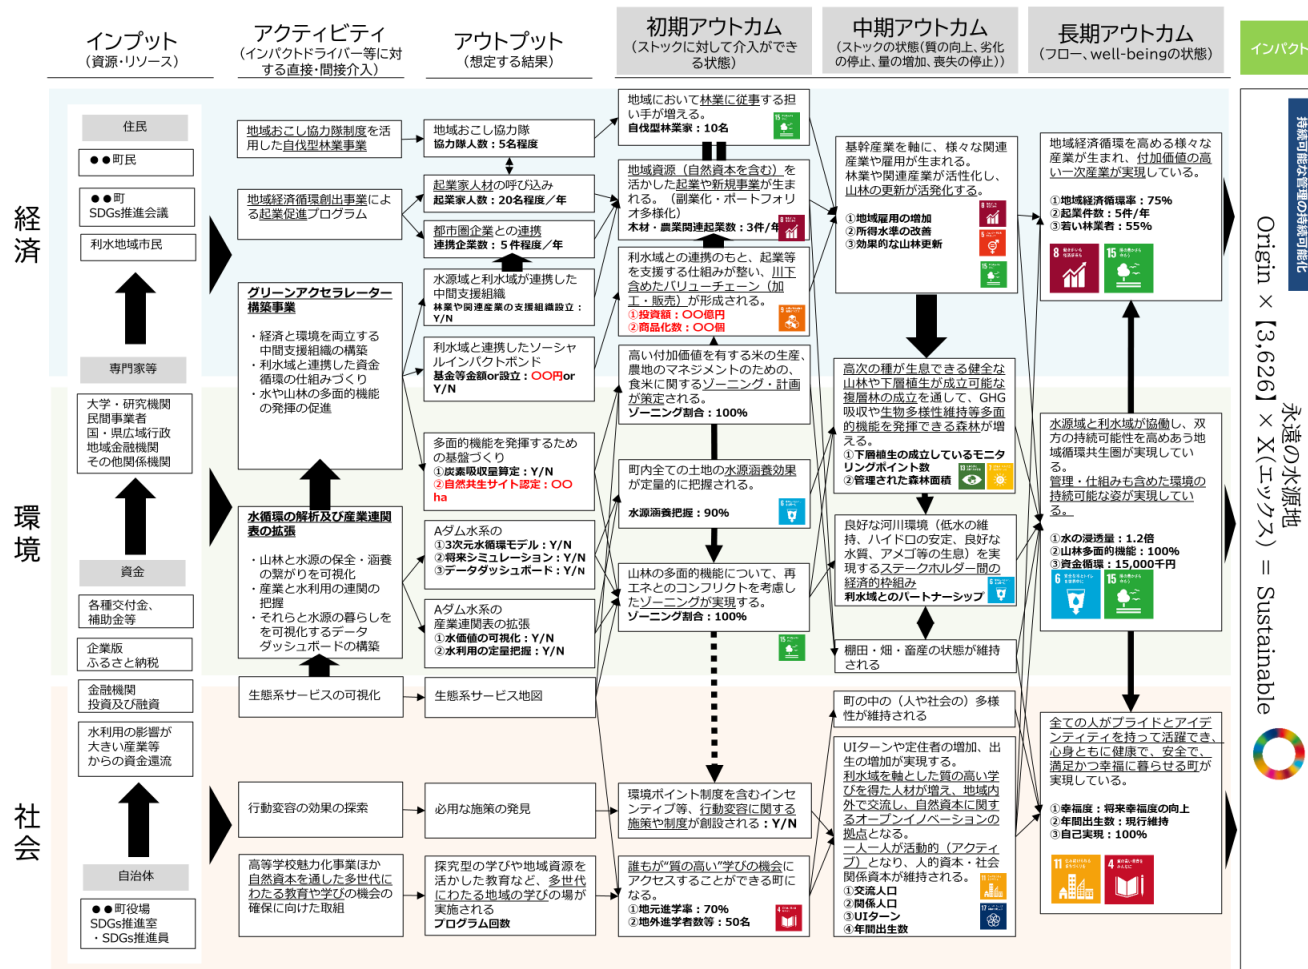 インプット
(資源・リソース)
アクティビティ
(インパクトドライバー等に対
する直接・間接介入)
アウトプット
(想定する結果)
初期アウトカム
(ストックに対して介入ができ
る状態)
中期アウトカム
(ストックの状態(質の向上、劣化
の停止、量の増加、喪失の停止))
長期アウトカム
(フロー、well-beingの状態)
インパクト
経済
環境
社会
住民
●●町民
●●町
SDGs推進会議
利水地域市民
専門家等
大学・研究機関
民間事業者
国・県広域行政
地域金融機関
その他関係機関
資金
各種交付金、
補助金等
企業版
ふるさと納税
金融機関
投資及び融資
水利用の影響が
大きい産業等
からの資金還流
自治体
●●町役場
SDGs推進室
・SDGs推進員
地域おこし協力隊制度を活
用した自伐型林業事業
地域経済循環創出事業によ
る起業促進プログラム
グリーンアクセラレーター
構築事業
・経済と環境を両立する
中間支援組織の構築
・利水域と連携した資金
循環の仕組みづくり
・水や山林の多面的機能
の発揮の促進
水循環の解析及び産業連関
表の拡張
・山林と水源の保全・涵養
の繋がりを可視化
・産業と水利用の連関の
把握
・それらと水源の暮らしを
を可視化するデータ
ダッシュボードの構築
生態系サービスの可視化
行動変容の効果の探索
高等学校魅力化事業ほか
自然資本を通した多世代に
わたる教育や学びの機会の
確保に向けた取組
地域おこし協力隊
協力隊人数：5名程度
起業家人材の呼び込み
起業家人数：20名程度／年
都市圏企業との連携
連携企業数：５件程度／年
水源域と利水域が連携した
中間支援組織
林業や関連産業の支援組織設立：
Y/N
利水域と連携したソーシャ
ルインパクトボンド
基金等金額or設立：〇〇円or
Y/N
多面的機能を発揮するため
の基盤づくり
①炭素吸収量算定：Y/N
②自然共生サイト認定：〇〇
ha
Aダム水系の
①3次元水循環モデル：Y/N
②将来シミュレーション：Y/N
③データダッシュボード：Y/N
Aダム水系の
産業連関表の拡張
①水価値の可視化：Y/N
②水利用の定量把握：Y/N
生態系サービス地図
必用な施策の発見
探究型の学びや地域資源を
活かした教育など、多世代
にわたる地域の学びの場が
実施される
プログラム回数
地域において林業に従事する担
い手が増える。
自伐型林業家：10名
地域資源（自然資本を含む）を
活かした起業や新規事業が生ま
れる。（副業化・ポートフォリ
オ多様化）
木材・農業関連起業数：3件/年
利水域との連携のもと、起業等
を支援する仕組みが整い、川下
含めたバリューチェーン（加
工・販売）が形成される。
①投資額：〇〇億円
②商品化数：〇〇個
高い付加価値を有する米の生産、
農地のマネジメントのための、
食米に関するゾーニング・計画
が策定される。
ゾーニング割合：100%
町内全ての土地の水源涵養効果
が定量的に把握される。
水源涵養把握：90%
山林の多面的機能について、再
エネとのコンフリクトを考慮し
たゾーニングが実現する。
ゾーニング割合：100%
環境ポイント制度を含むインセ
ンティブ等、行動変容に関する
施策や制度が創設される：Y/N
誰もが“質の高い”学びの機会に
アクセスすることができる町に
なる。
①地元進学率：70%
②地外進学者数等：50名
基幹産業を軸に、様々な関連
産業や雇用が生まれる。
林業や関連産業が活性化し、
山林の更新が活発化する。
①地域雇用の増加
②所得水準の改善
③効果的な山林更新
高次の種が生息できる健全な
山林や下層植生が成立可能な
複層林の成立を通して、GHG
吸収や生物多様性維持等多面
的機能を発揮できる森林が増
える。
①下層植生の成立しているモニタ
リングポイント数
②管理された森林面積
良好な河川環境（低水の維
持、ハイドロの安定、良好な
水質、アメゴ等の生息）を実
現するステークホルダー間の
経済的枠組み
利水域とのパートナーシップ
棚田・畑・畜産の状態が維持
される
町の中の（人や社会の）多様
性が維持される
UIターンや定住者の増加、出
生の増加が実現する。
利水域を軸とした質の高い学
びを得た人材が増え、地域内
外で交流し、自然資本に関す
るオープンイノベーションの
拠点となる。
一人一人が活動的（アクティ
ブ）となり、人的資本・社会
関係資本が維持される。
①交流人口
②関係人口
③UIターン
④年間出生数
地域経済循環を高める様々な
産業が生まれ、付加価値の高
い一次産業が実現している。
①地域経済循環率：75%
②起業件数：5件/年
③若い林業者：55%
8
15
水源域と利水域が協働し、双
方の持続可能性を高めあう地
域循環共生圏が実現してい
る。
管理・仕組みも含めた環境の
持続可能な姿が実現してい
る。
①水の浸透量：1.2倍
②山林多面的機能：100%
③資金循環：15,000千円
6
15
全ての人がプライドとアイデ
ンティティを持って活躍でき、
心身ともに健康で、安全で、
満足かつ幸福に暮らせる町が
実現している。
①幸福度：将来幸福度の向上
②年間出生数：現行維持
③自己実現：100%
11
4
持続可能な管理の持続可能化
永遠の水源地
Origin × 【3,626】 × X(エックス) = Sustainable